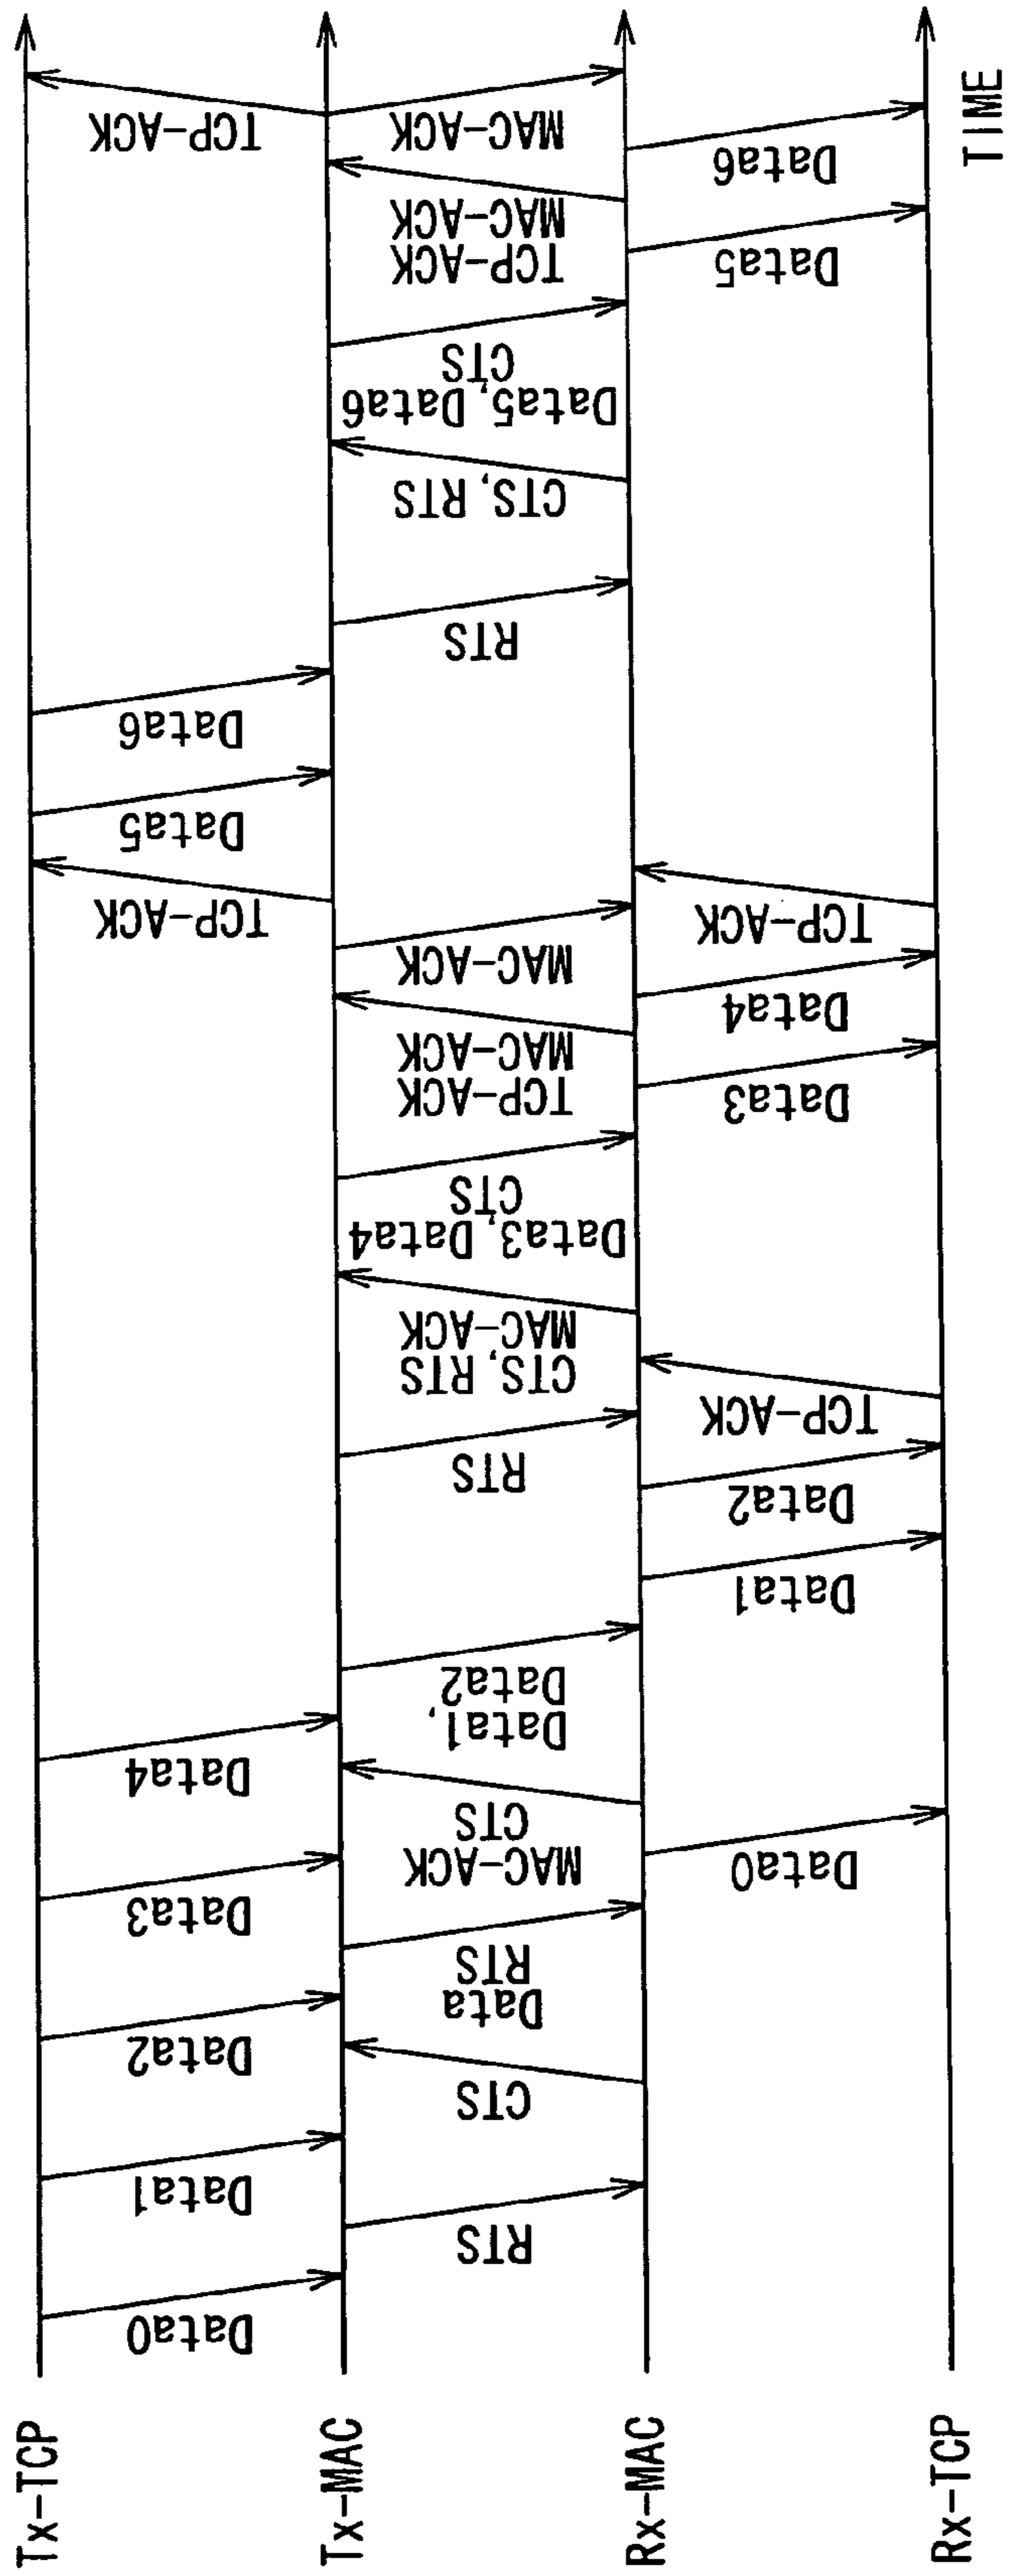 Tx-TCP
Tx-MAC
Rx-MAC
Rx-TCP
Data0
Data1
Data2
Data3
Data4
TCP-ACK
Data5
Data6
TCP-ACK
RTS
CTS
Data
RTS
MAC-ACK
CTS
Data1,
Data2
RTS
CTS, RTS
MAC-ACK
Data3, Data4
CTS
TCP-ACK
MAC-ACK
MAC-ACK
RTS
CTS, RTS
Data5, Data6
CTS
TCP-ACK
MAC-ACK
MAC-ACK
Data0
Data1
Data2
TCP-ACK
Data3
Data4
TCP-ACK
Data5
Data6
TIME